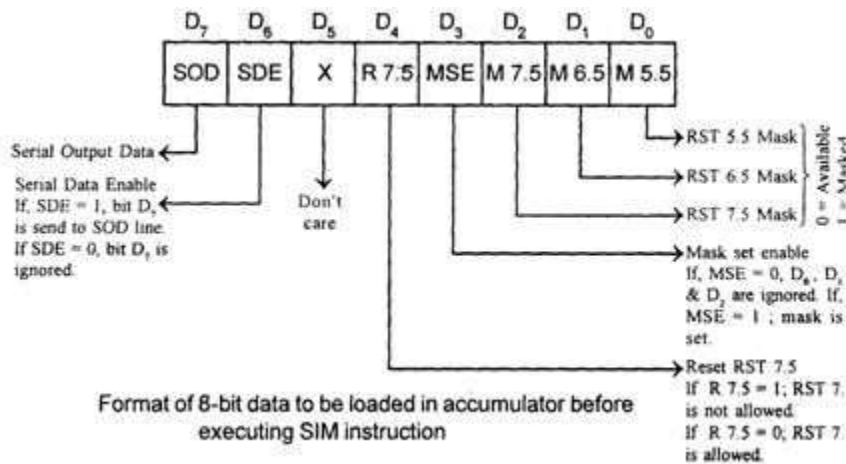 D7 D6 D5 D4 D3 D2 D1 D0
SOD SDE X R 7.5 MSE M 7.5 M 6.5 M 5.5
Serial Output Data
Serial Data Enable
If, SDE = 1, bit D7
is send to SOD line.
If SDE = 0, bit D7 is
ignored.
Don't
care
RST 5.5 Mask
RST 6.5 Mask
RST 7.5 Mask
0 = Available
1 = Masked
Mask set enable
If, MSE = 0, D0, D1
& D2 are ignored. If,
MSE = 1 ; mask is
set.
Reset RST 7.5
If R 7.5 = 1; RST 7.
is not allowed.
If R 7.5 = 0; RST 7
is allowed.
Format of 8-bit data to be loaded in accumulator before
executing SIM instruction